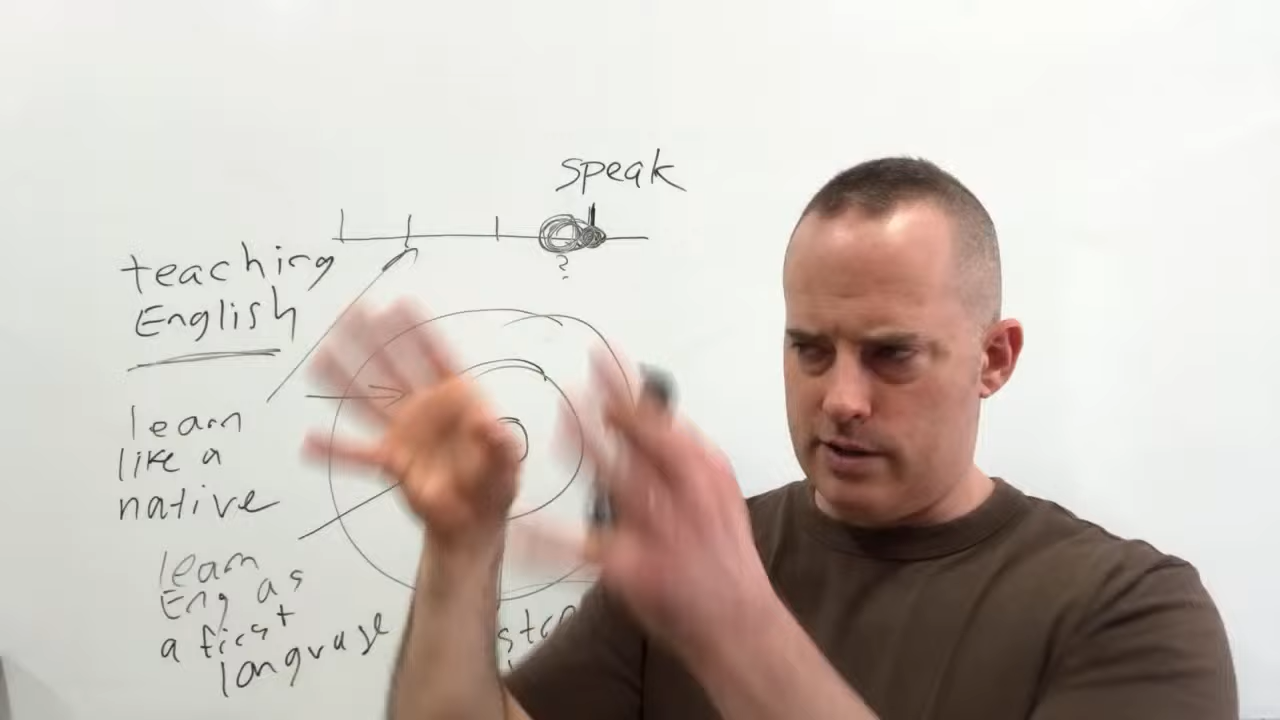 speak
?
teaching
English
learn
like a
native
learn
Eng as
a first
language